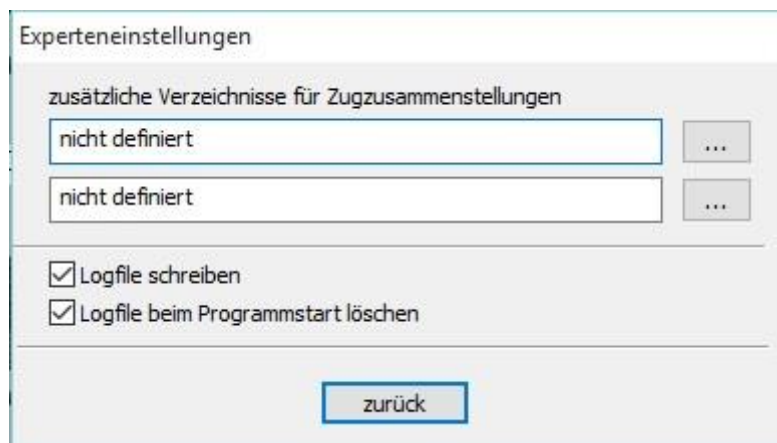 Experteneinstellungen
zusätzliche Verzeichnisse für Zugzusammenstellungen
nicht definiert
...
nicht definiert
...
Logfile schreiben
Logfile beim Programmstart löschen
zurück